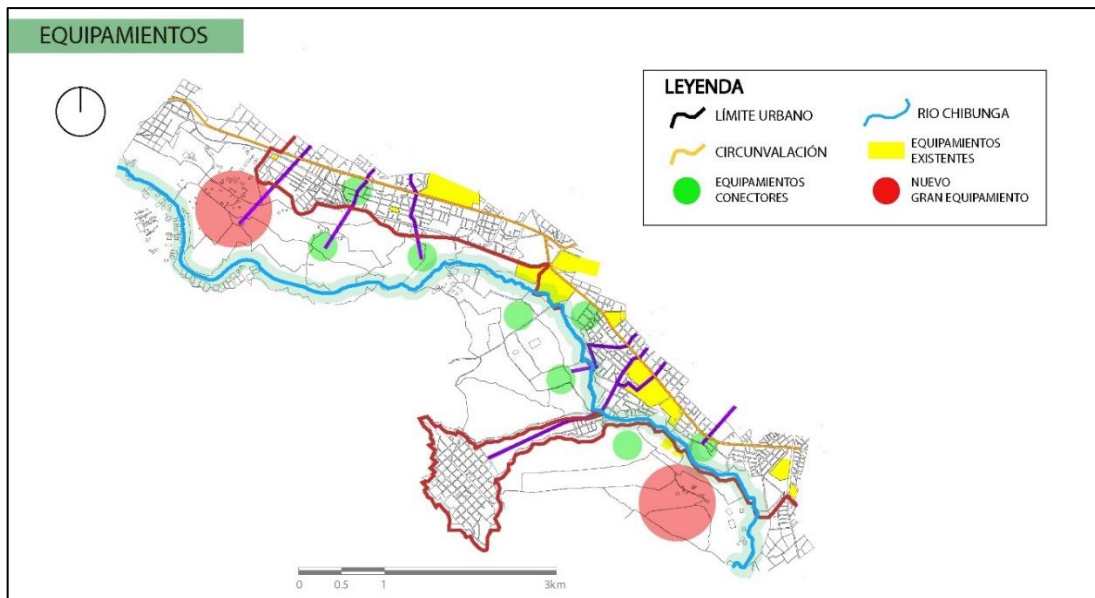 EQUIPAMIENTOS
LEYENDA
LÍMITE URBANO
RIO CHIBUNGA
CIRCUNVALACIÓN
EQUIPAMIENTOS
EXISTENTES
EQUIPAMIENTOS
CONECTORES
NUEVO
GRAN EQUIPAMIENTO
0 0.5 1 3km